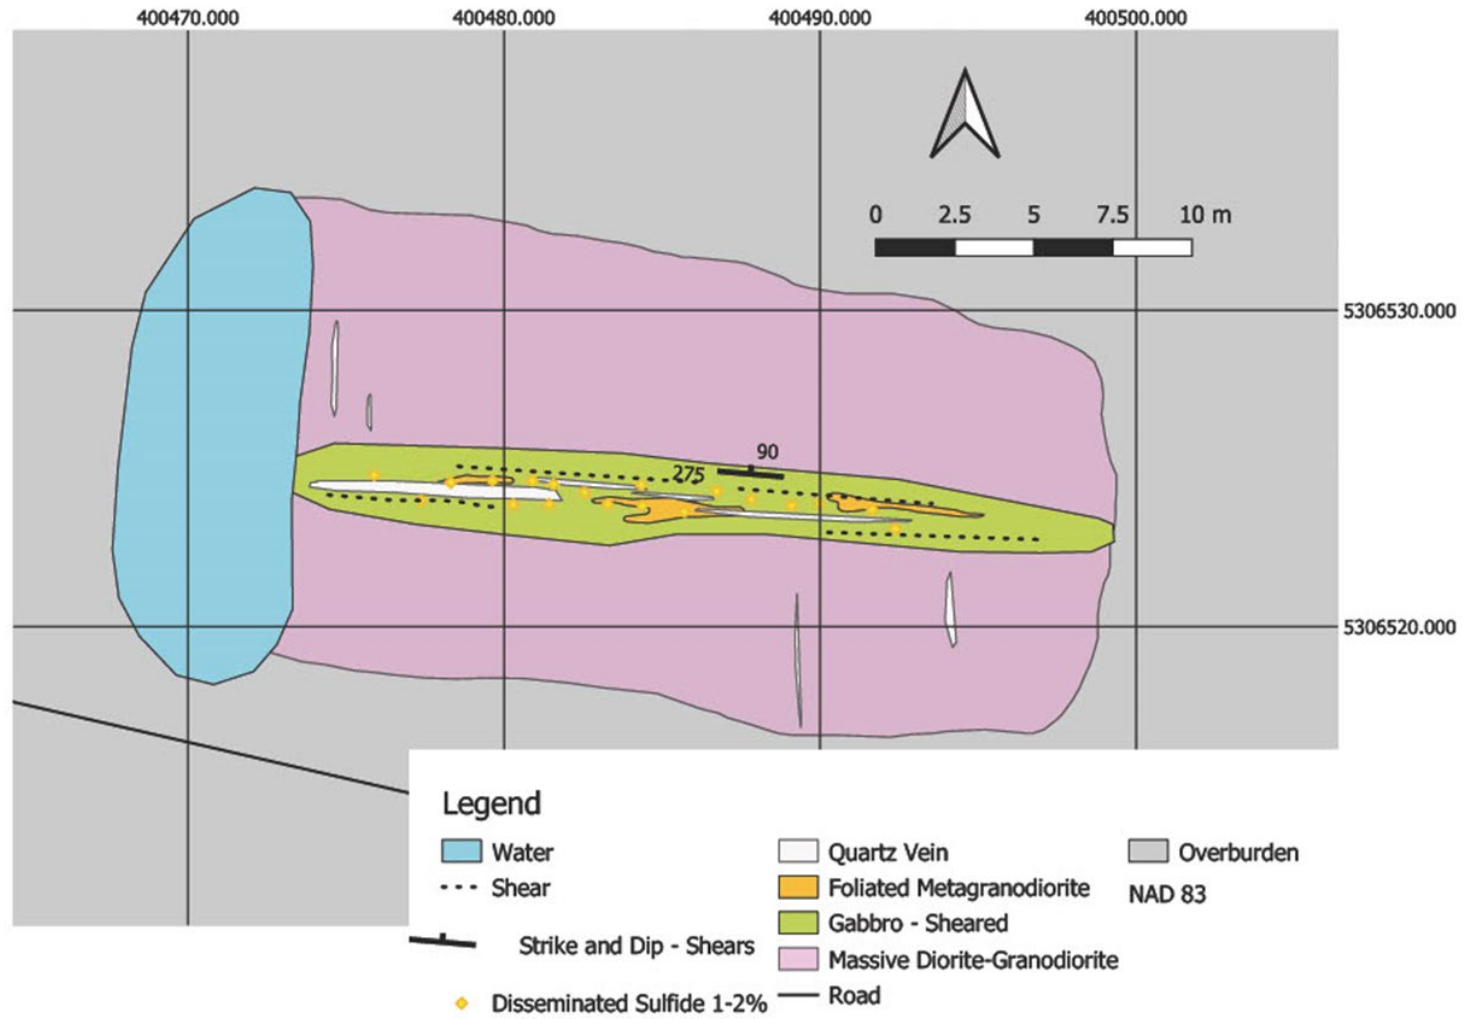 400470.000 400480.000 400490.000 400500.000
0 2.5 5 7.5 10 m
5306530.000
90
275
5306520.000
Legend
Water
Shear
Strike and Dip - Shears
Disseminated Sulfide 1-2%
Quartz Vein
Foliated Metagranodiorite
Gabbro - Sheared
Massive Diorite-Granodiorite
Road
Overburden
NAD 83